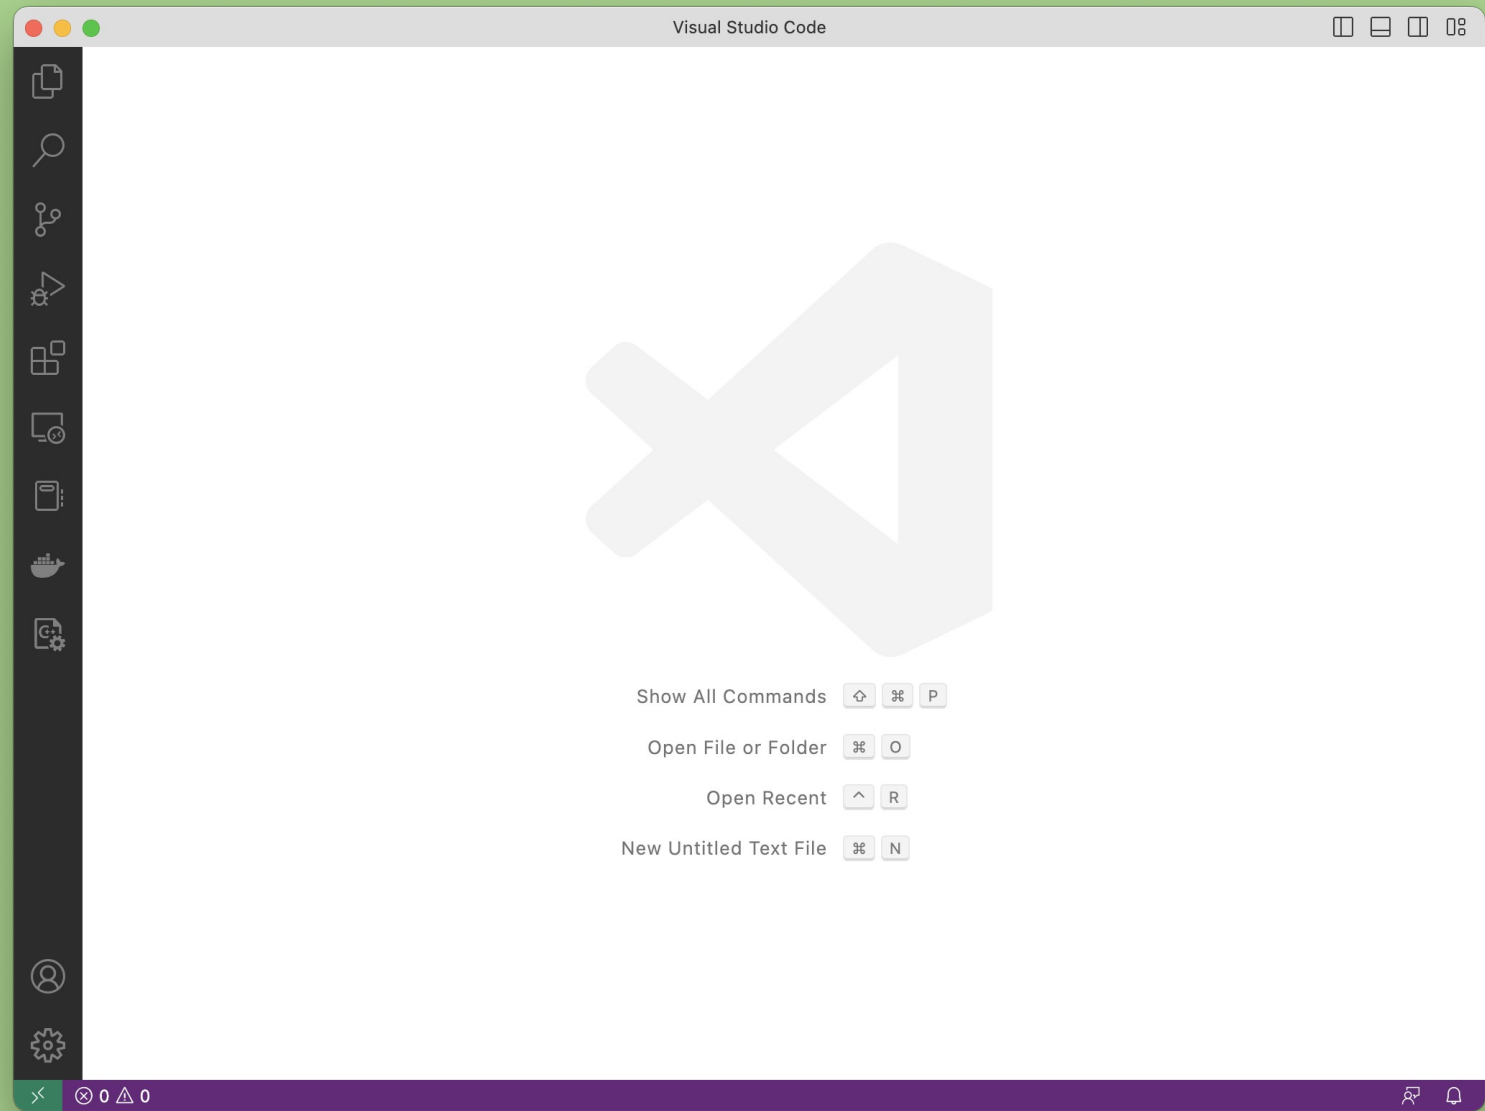 Visual Studio Code
Show All Commands ⇧ ⌘ P
Open File or Folder ⌘ O
Open Recent ^ R
New Untitled Text File ⌘ N
C++
0 0